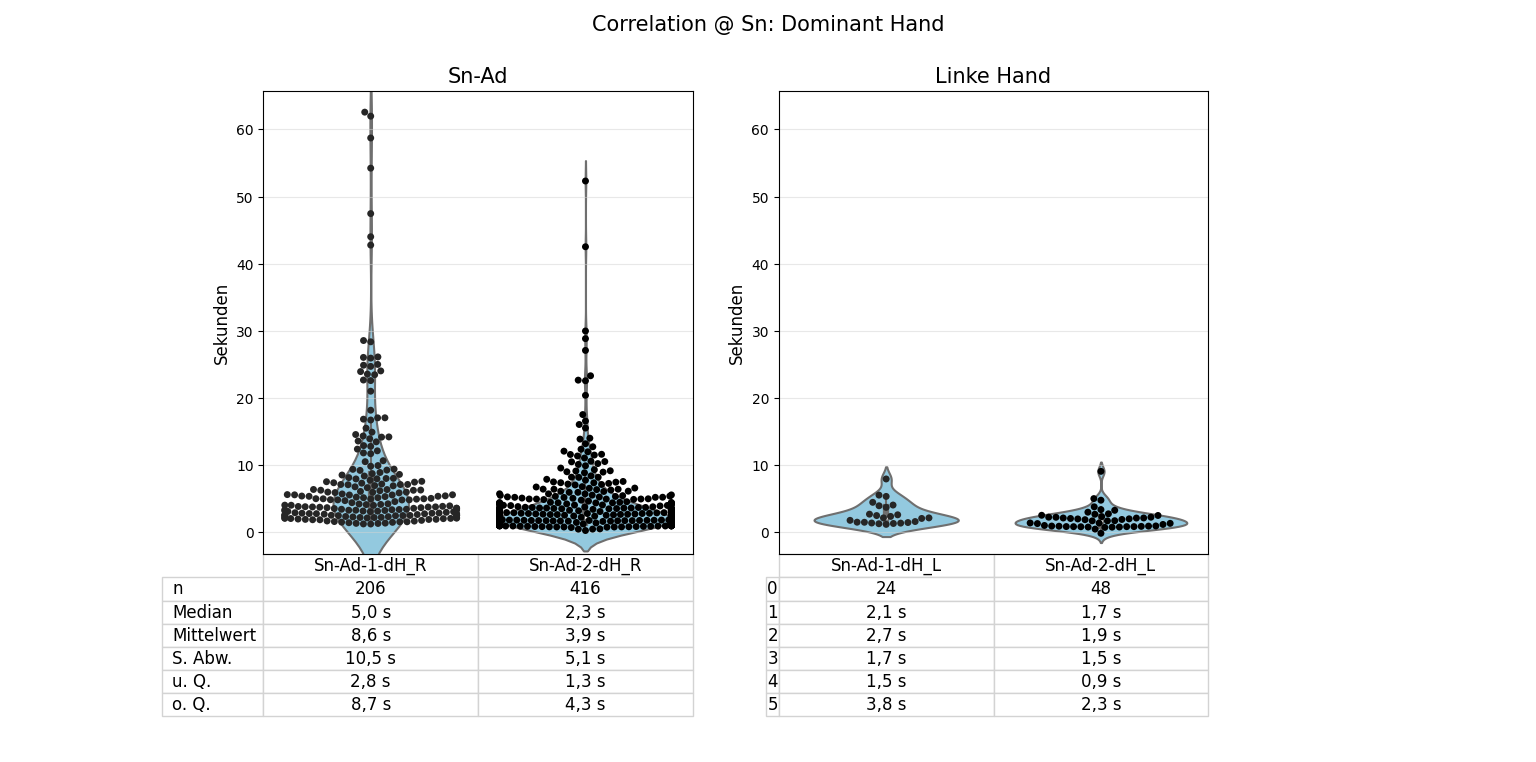 Correlation @ Sn: Dominant Hand
Sn-Ad
Sekunden
60
50
40
30
20
10
0
Sn-Ad-1-dH_R Sn-Ad-2-dH_R
n 206 416
Median 5,0 s 2,3 s
Mittelwert 8,6 s 3,9 s
S. Abw. 10,5 s 5,1 s
u. Q. 2,8 s 1,3 s
o. Q. 8,7 s 4,3 s
Linke Hand
Sekunden
60
50
40
30
20
10
0
Sn-Ad-1-dH_L Sn-Ad-2-dH_L
0 24 48
1 2,1 s 1,7 s
2 2,7 s 1,9 s
3 1,7 s 1,5 s
4 1,5 s 0,9 s
5 3,8 s 2,3 s